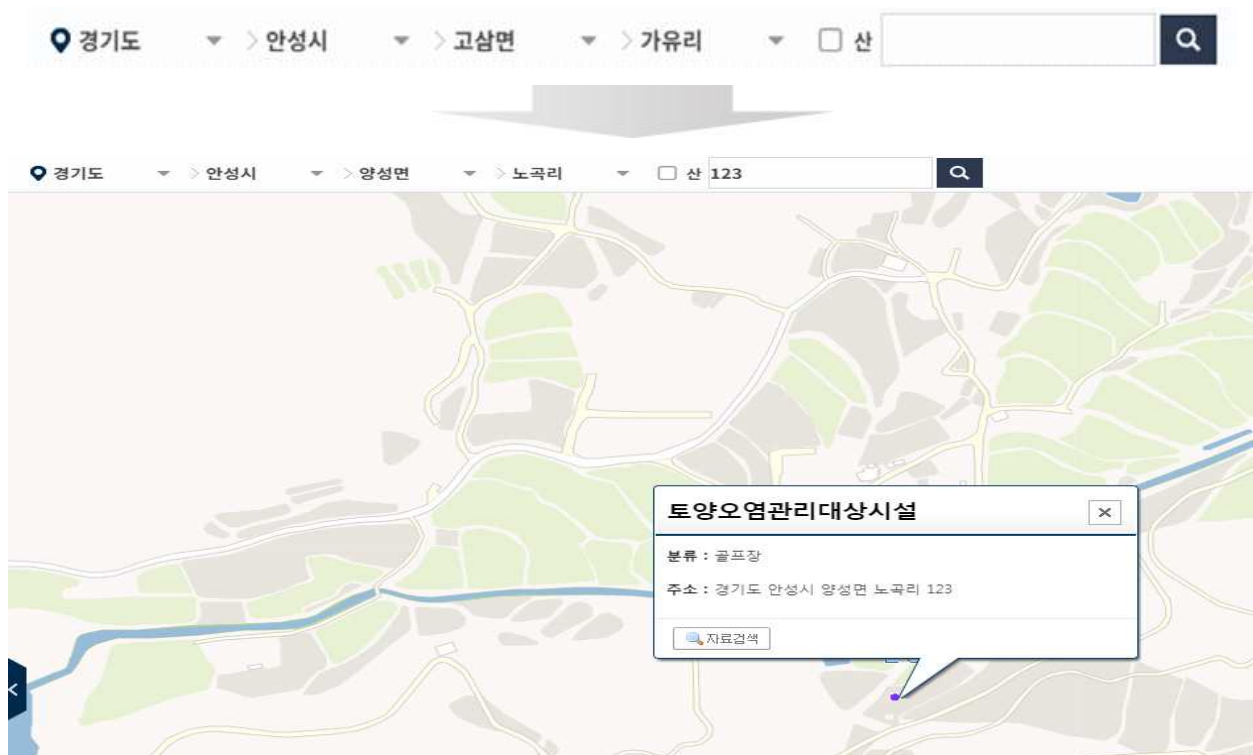 경기도 > 안성시 > 고삼면 > 가유리 산
경기도 > 안성시 > 양성면 > 노곡리 산 123
토양오염관리대상시설
분류 : 골프장
주소 : 경기도 안성시 양성면 노곡리 123
자료검색